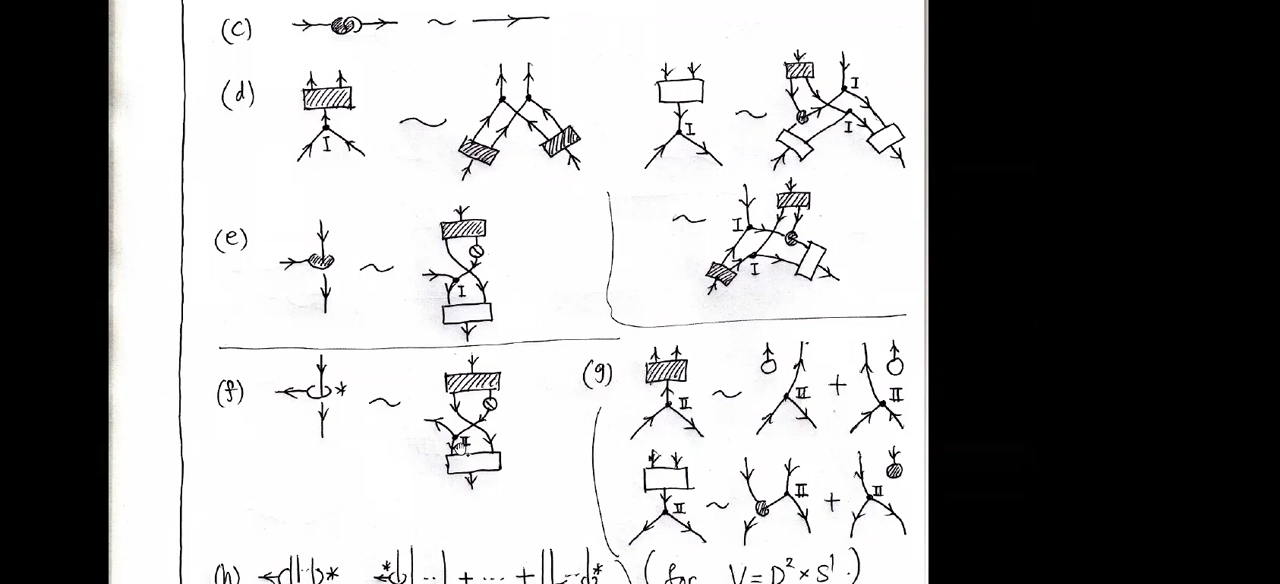 (c) ~
(d) I ~ I ~ I I
~ I I
(e) ~ I
(f) * ~ II
(g) II ~ II + II
II ~ II + II
(h) * * + ... + * ( for V = D² × S¹ . )